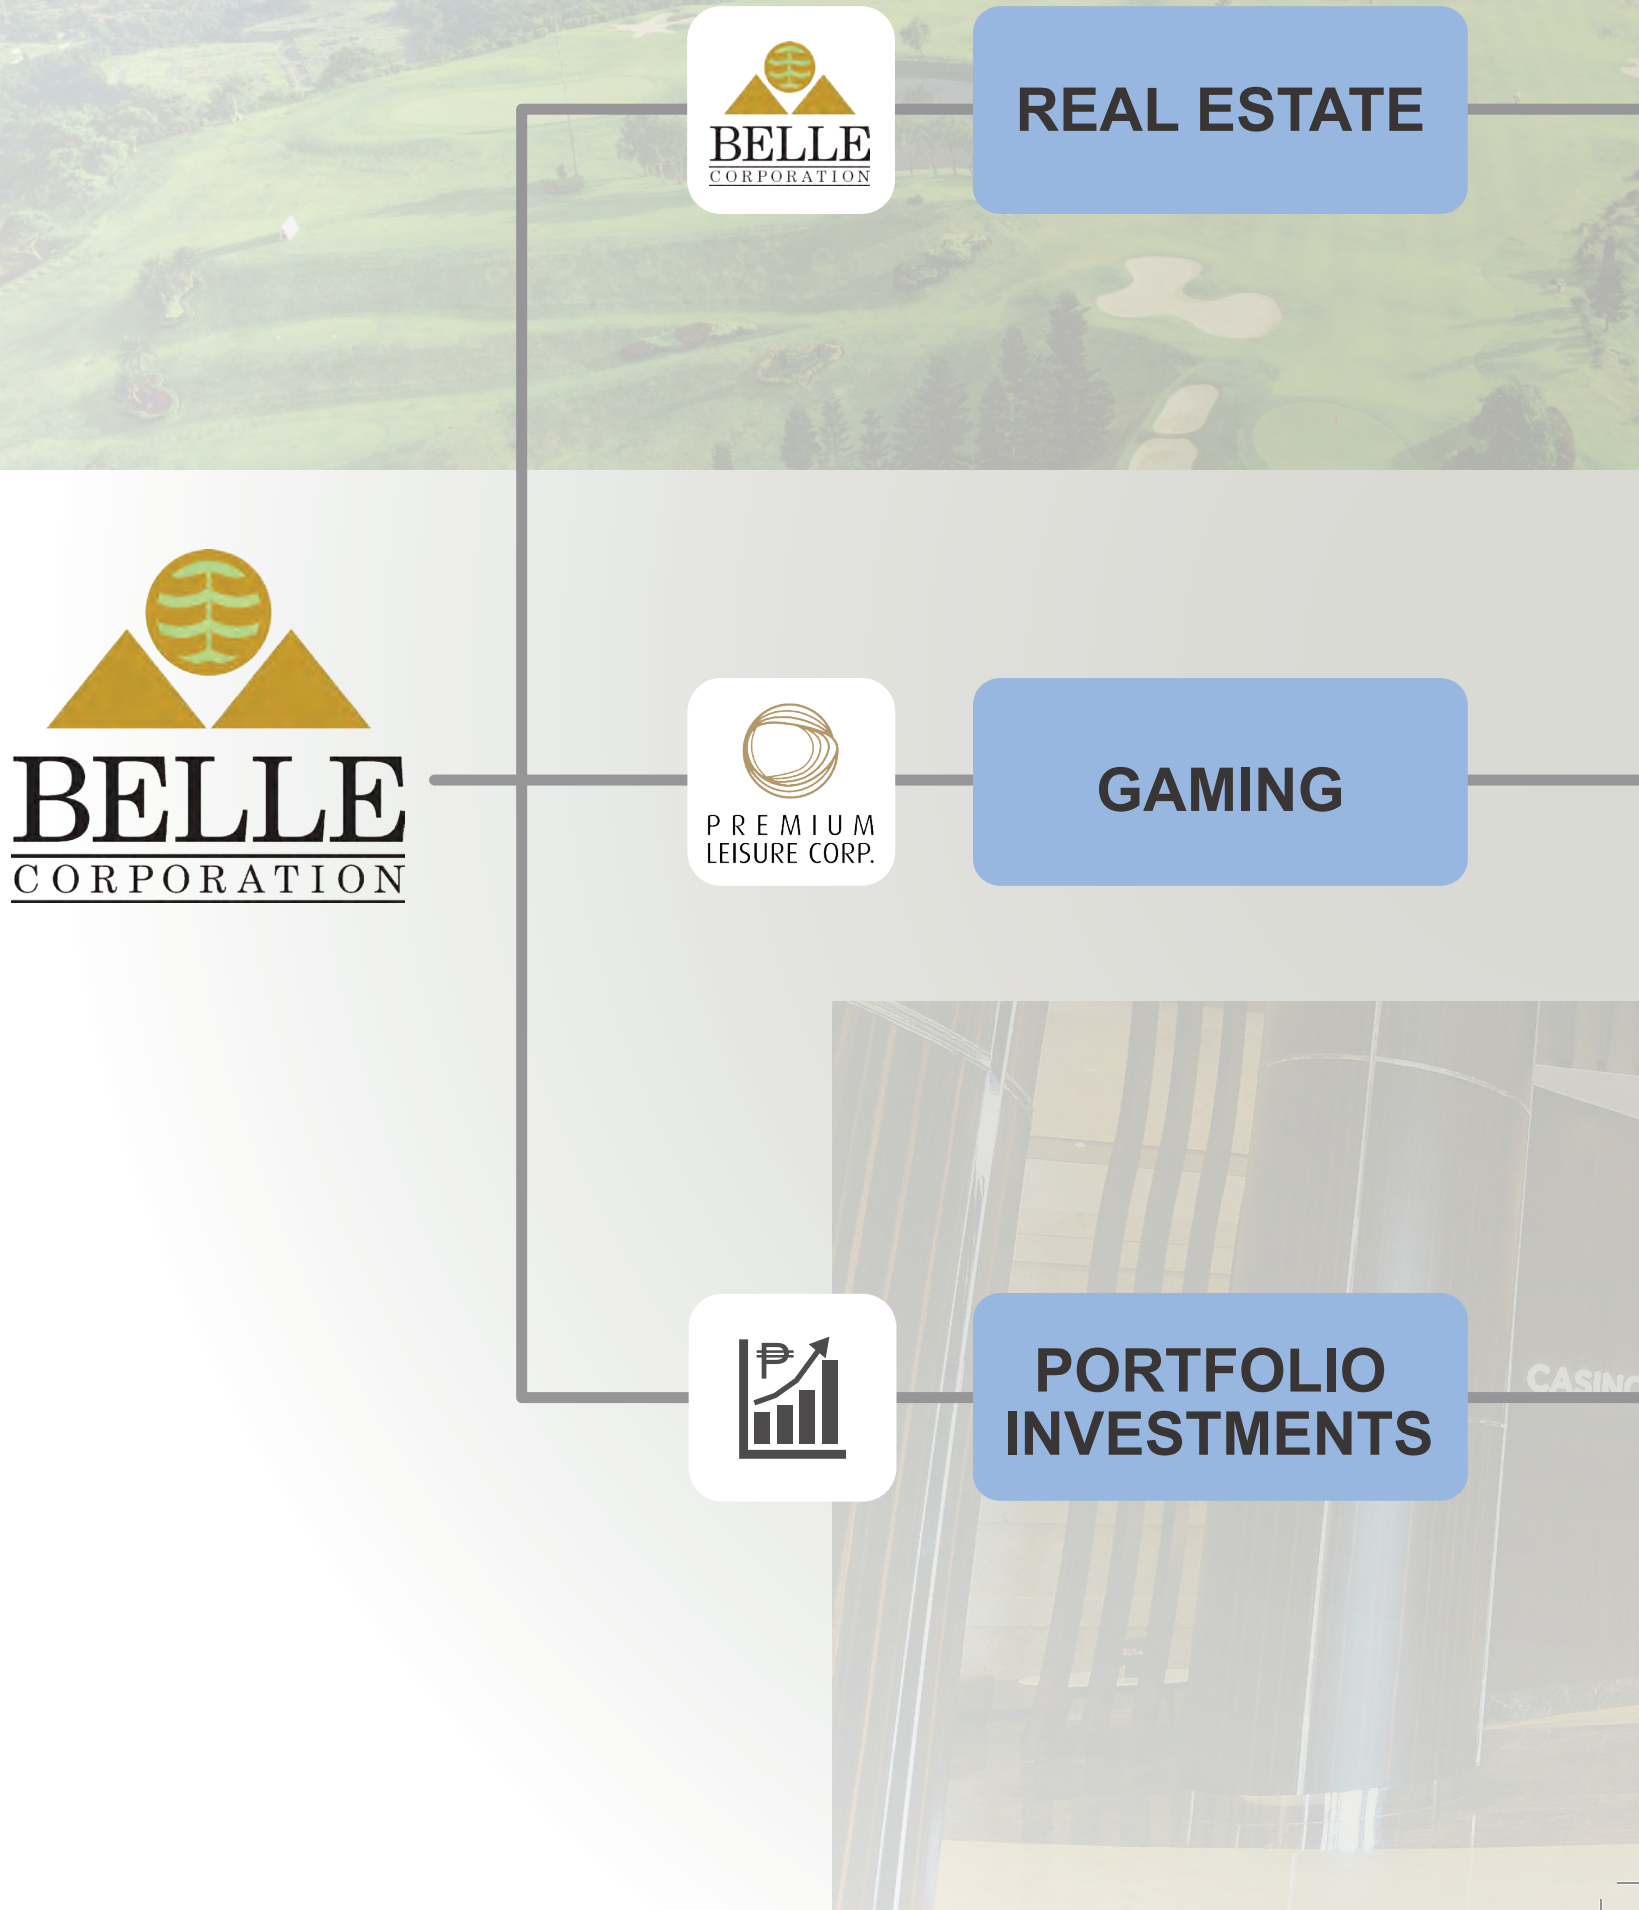 BELLE
CORPORATION
REAL ESTATE
BELLE
CORPORATION
PREMIUM
LEISURE CORP.
GAMING
₱
PORTFOLIO
INVESTMENTS